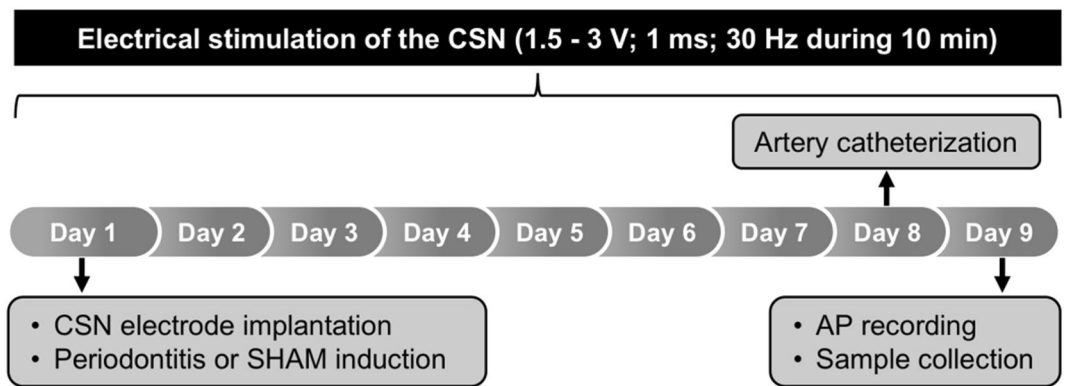 Electrical stimulation of the CSN (1.5 - 3 V; 1 ms; 30 Hz during 10 min)
Artery catheterization
Day 1 Day 2 Day 3 Day 4 Day 5 Day 6 Day 7 Day 8 Day 9
• CSN electrode implantation
• Periodontitis or SHAM induction
• AP recording
• Sample collection